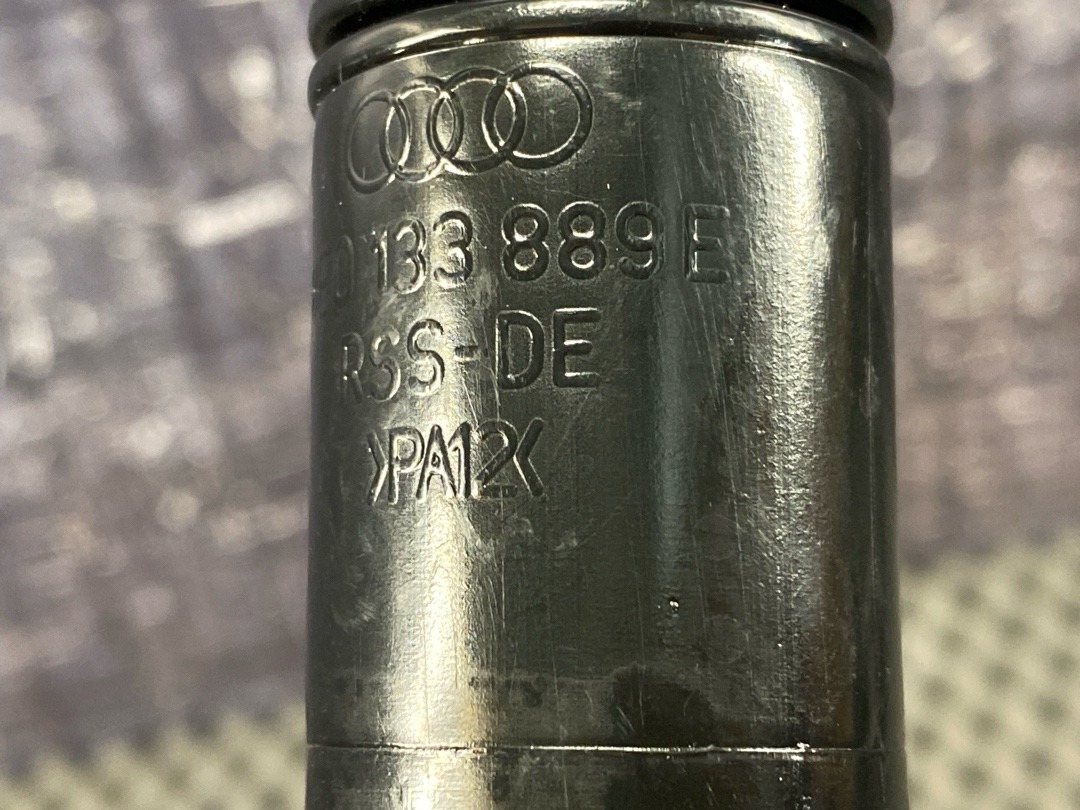 133 889 E
RSS-DE
>PA12<